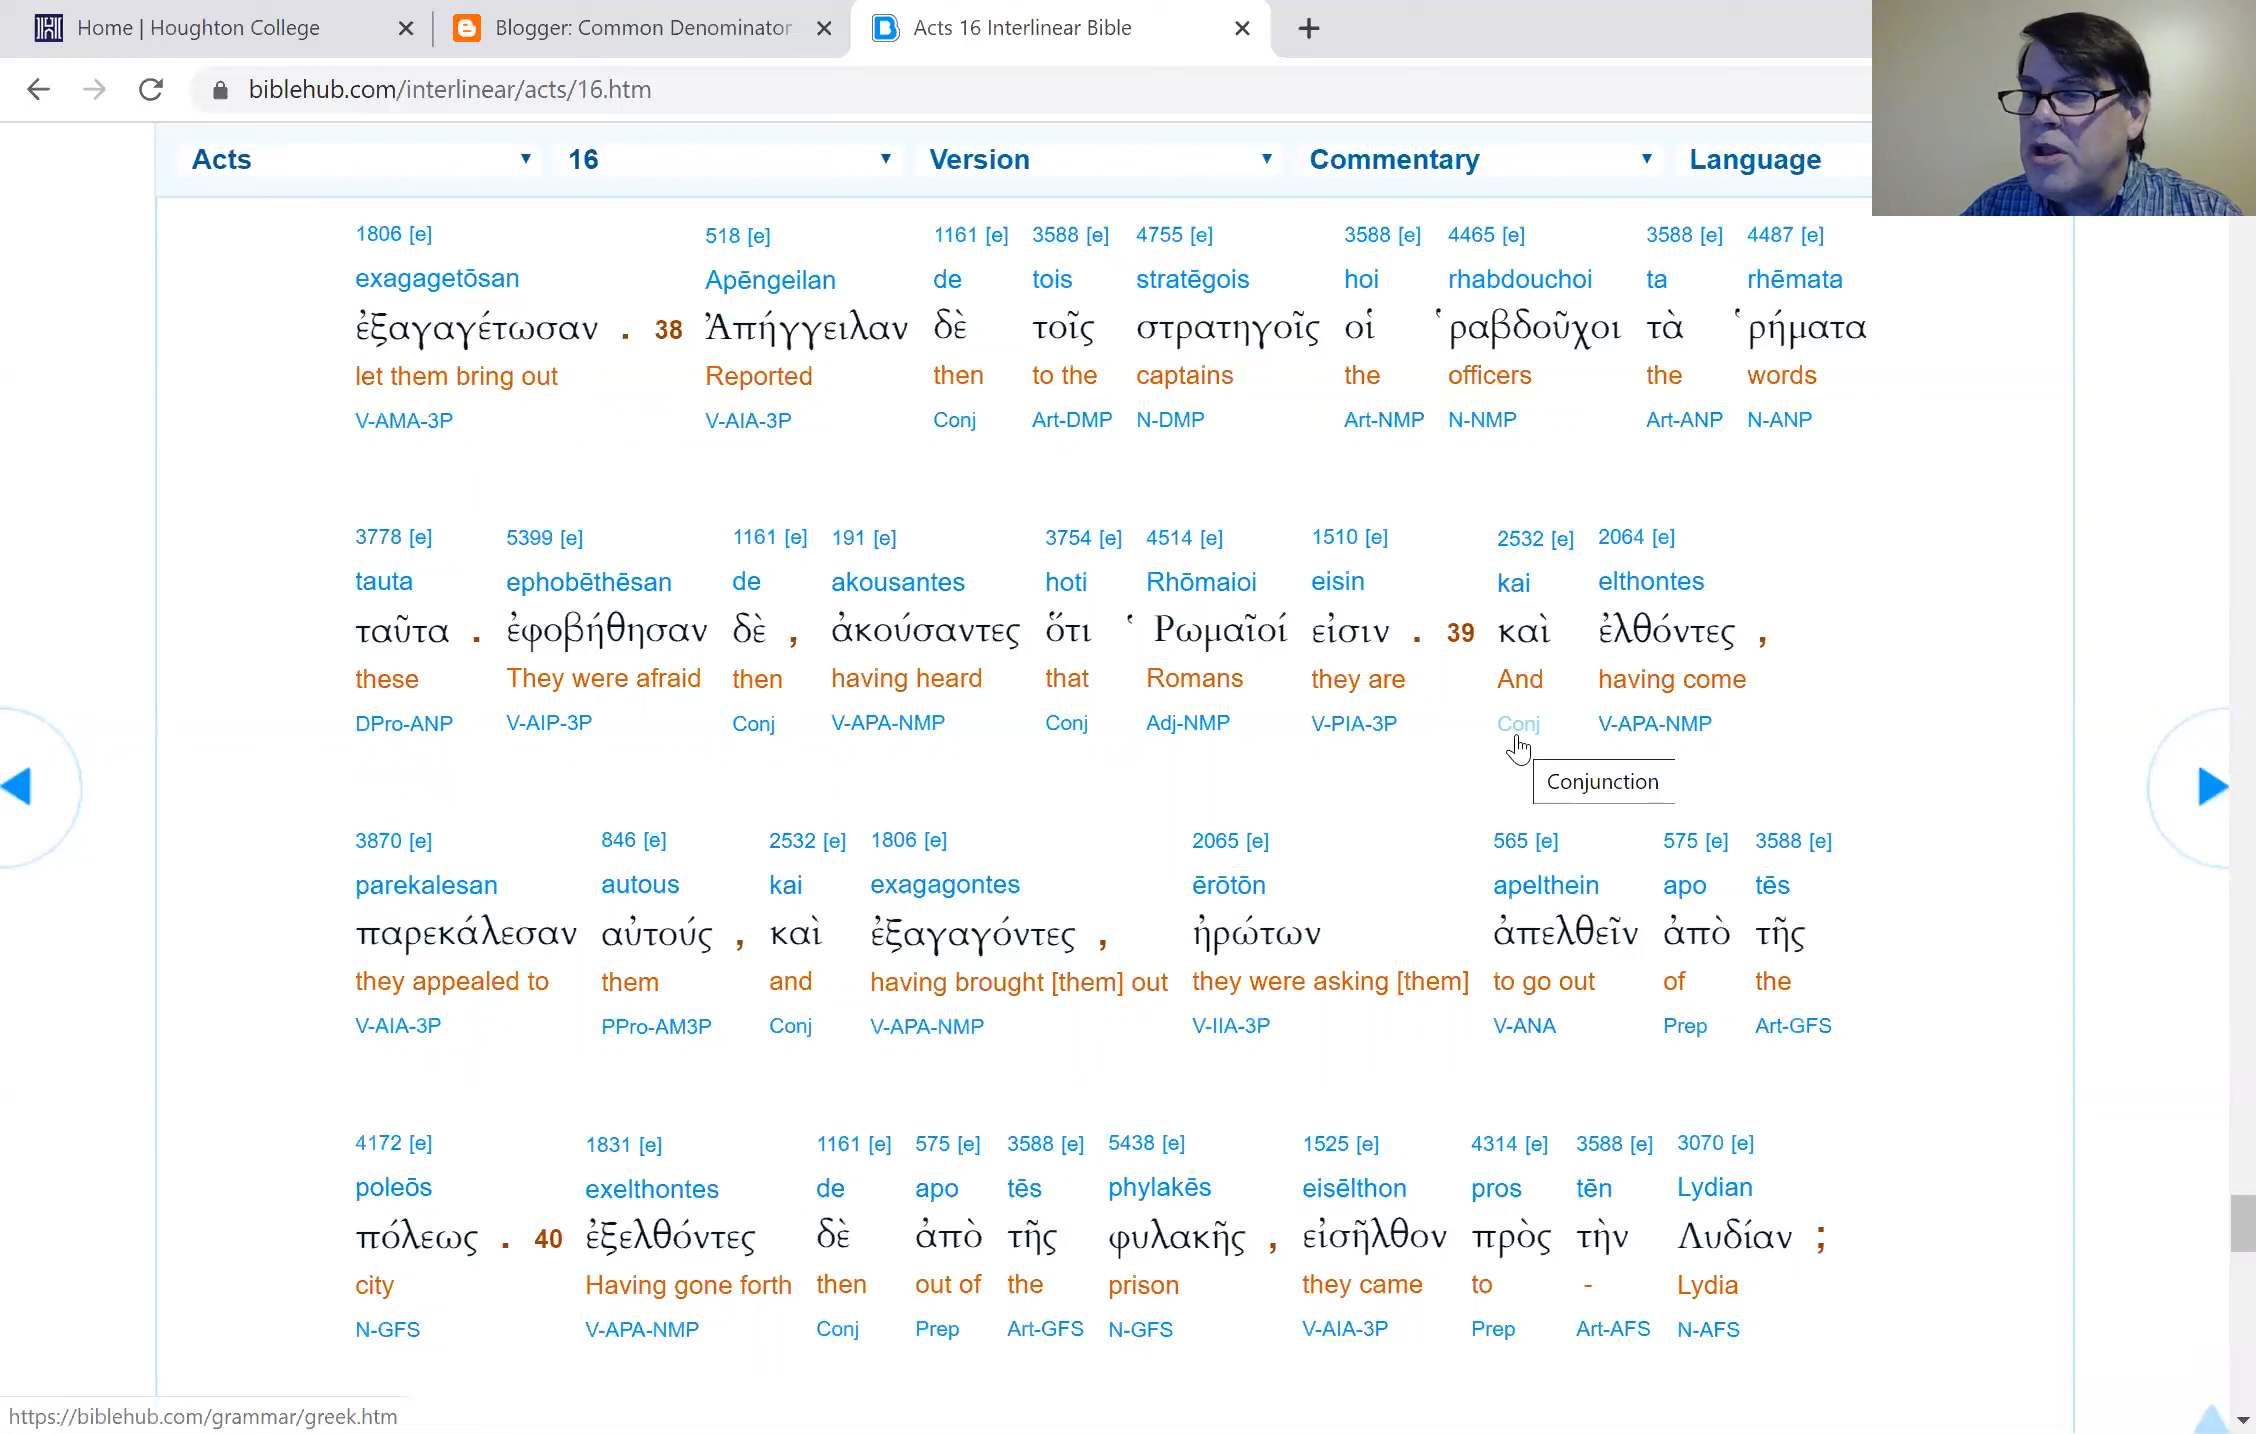 Home | Houghton College
Blogger: Common Denominator
Acts 16 Interlinear Bible
biblehub.com/interlinear/acts/16.htm
Acts 16 Version Commentary Language
1806 [e] 518 [e] 1161 [e] 3588 [e] 4755 [e] 3588 [e] 4465 [e] 3588 [e] 4487 [e]
exagagetōsan Apēngeilan de tois stratēgois hoi rhabdouchoi ta rhēmata
ἐξαγαγέτωσαν . 38 Ἀπήγγειλαν δὲ τοῖς στρατηγοῖς οἱ ῥαβδοῦχοι τὰ ῥήματα
let them bring out Reported then to the captains the officers the words
V-AMA-3P V-AIA-3P Conj Art-DMP N-DMP Art-NMP N-NMP Art-ANP N-ANP
3778 [e] 5399 [e] 1161 [e] 191 [e] 3754 [e] 4514 [e] 1510 [e] 2532 [e] 2064 [e]
tauta ephobēthēsan de akousantes hoti Rhōmaioi eisin kai elthontes
ταῦτα . ἐφοβήθησαν δὲ , ἀκούσαντες ὅτι Ῥωμαῖοί εἰσιν . 39 καὶ ἐλθόντες ,
these They were afraid then having heard that Romans they are And having come
DPro-ANP V-AIP-3P Conj V-APA-NMP Conj Adj-NMP V-PIA-3P Conj V-APA-NMP
Conjunction
3870 [e] 846 [e] 2532 [e] 1806 [e] 2065 [e] 565 [e] 575 [e] 3588 [e]
parekalesan autous kai exagagontes ērōtōn apelthein apo tēs
παρεκάλεσαν αὐτούς , καὶ ἐξαγαγόντες , ἠρώτων ἀπελθεῖν ἀπὸ τῆς
they appealed to them and having brought [them] out they were asking [them] to go out of the
V-AIA-3P PPro-AM3P Conj V-APA-NMP V-IIA-3P V-ANA Prep Art-GFS
4172 [e] 1831 [e] 1161 [e] 575 [e] 3588 [e] 5438 [e] 1525 [e] 4314 [e] 3588 [e] 3070 [e]
poleōs exelthontes de apo tēs phylakēs eisēlthon pros tēn Lydian
πόλεως . 40 ἐξελθόντες δὲ ἀπὸ τῆς φυλακῆς , εἰσῆλθον πρὸς τὴν Λυδίαν ;
city Having gone forth then out of the prison they came to - Lydia
N-GFS V-APA-NMP Conj Prep Art-GFS N-GFS V-AIA-3P Prep Art-AFS N-AFS
https://biblehub.com/grammar/greek.htm